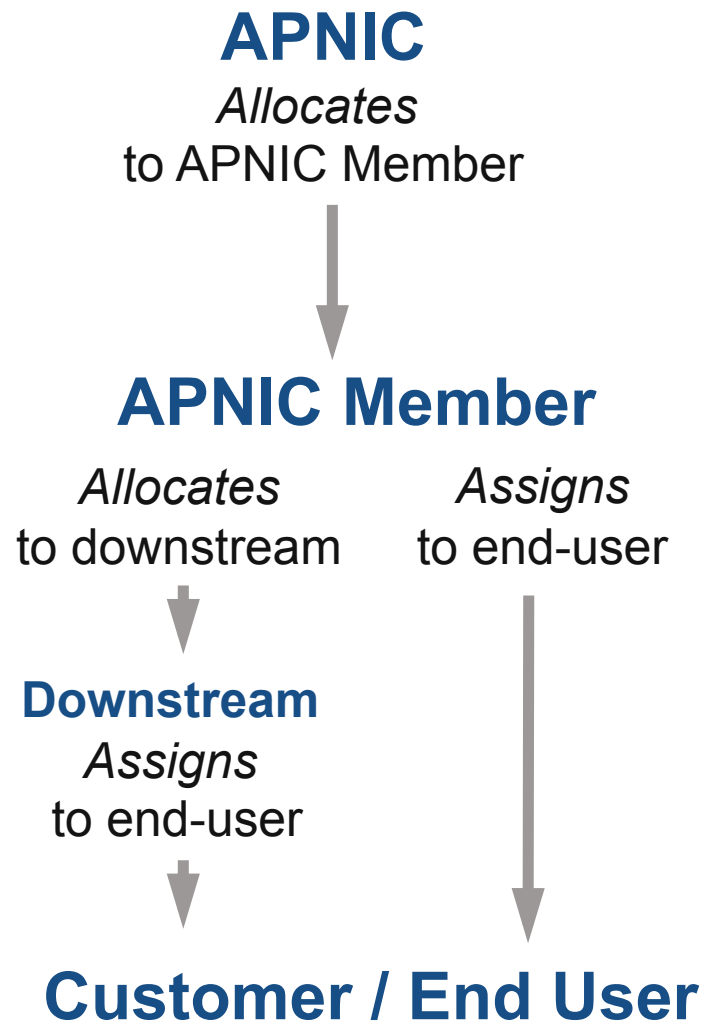 APNIC
Allocates
to APNIC Member
APNIC Member
Allocates
to downstream
Assigns
to end-user
Downstream
Assigns
to end-user
Customer / End User